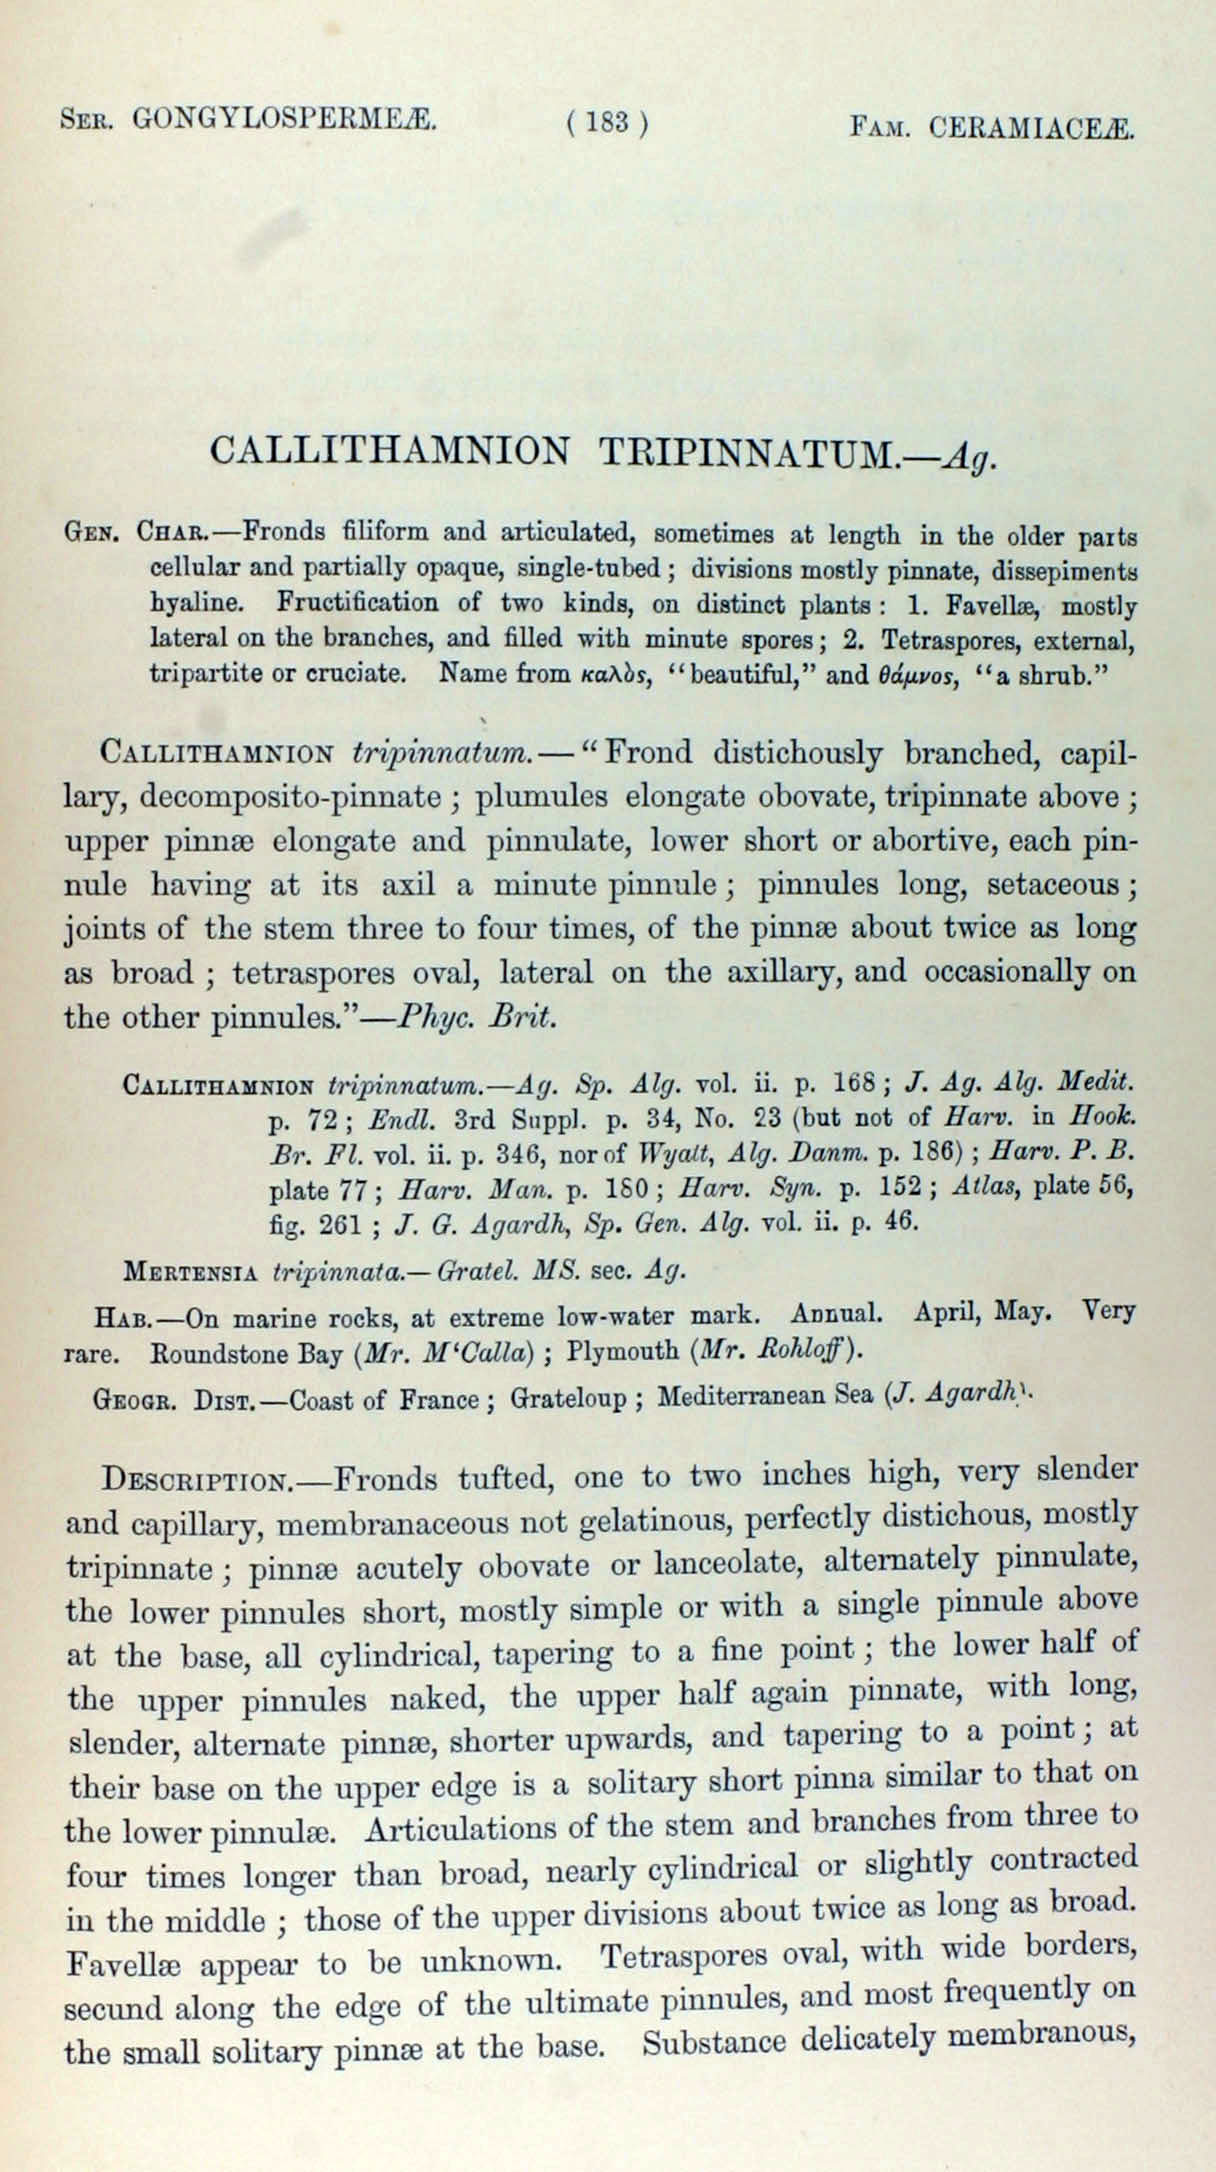 SER. GONGYLOSPERMEÆ. ( 183 ) FAM. CERAMIACEÆ.
CALLITHAMNION TRIPINNATUM.—Ag.
GEN. CHAR.—Fronds filiform and articulated, sometimes at length in the older parts
cellular and partially opaque, single-tubed ; divisions mostly pinnate, dissepiments
hyaline. Fructification of two kinds, on distinct plants : 1. Favellæ, mostly
lateral on the branches, and filled with minute spores ; 2. Tetraspores, external,
tripartite or cruciate. Name from καλὸς, “beautiful,” and θάμνος, “a shrub.”
CALLITHAMNION tripinnatum.—“Frond distichously branched, capil-
lary, decomposito-pinnate ; plumules elongate obovate, tripinnate above ;
upper pinnæ elongate and pinnulate, lower short or abortive, each pin-
nule having at its axil a minute pinnule ; pinnules long, setaceous ;
joints of the stem three to four times, of the pinnæ about twice as long
as broad ; tetraspores oval, lateral on the axillary, and occasionally on
the other pinnules.”—Phyc. Brit.
CALLITHAMNION tripinnatum.—Ag. Sp. Alg. vol. ii. p. 168 ; J. Ag. Alg. Medit.
p. 72 ; Endl. 3rd Suppl. p. 34, No. 23 (but not of Harv. in Hook.
Br. Fl. vol. ii. p. 346, nor of Wyatt, Alg. Danm. p. 186) ; Harv. P. B.
plate 77 ; Harv. Man. p. 180 ; Harv. Syn. p. 152 ; Atlas, plate 56,
fig. 261 ; J. G. Agardh, Sp. Gen. Alg. vol. ii. p. 46.
MERTENSIA tripinnata.—Gratel. MS. sec. Ag.
HAB.—On marine rocks, at extreme low-water mark. Annual. April, May. Very
rare. Roundstone Bay (Mr. M‘Calla) ; Plymouth (Mr. Rohloff).
GEOGR. DIST.—Coast of France ; Grateloup ; Mediterranean Sea (J. Agardh).
DESCRIPTION.—Fronds tufted, one to two inches high, very slender
and capillary, membranaceous not gelatinous, perfectly distichous, mostly
tripinnate ; pinnæ acutely obovate or lanceolate, alternately pinnulate,
the lower pinnules short, mostly simple or with a single pinnule above
at the base, all cylindrical, tapering to a fine point ; the lower half of
the upper pinnules naked, the upper half again pinnate, with long,
slender, alternate pinnæ, shorter upwards, and tapering to a point ; at
their base on the upper edge is a solitary short pinna similar to that on
the lower pinnulæ. Articulations of the stem and branches from three to
four times longer than broad, nearly cylindrical or slightly contracted
in the middle ; those of the upper divisions about twice as long as broad.
Favellæ appear to be unknown. Tetraspores oval, with wide borders,
secund along the edge of the ultimate pinnules, and most frequently on
the small solitary pinnæ at the base. Substance delicately membranous,